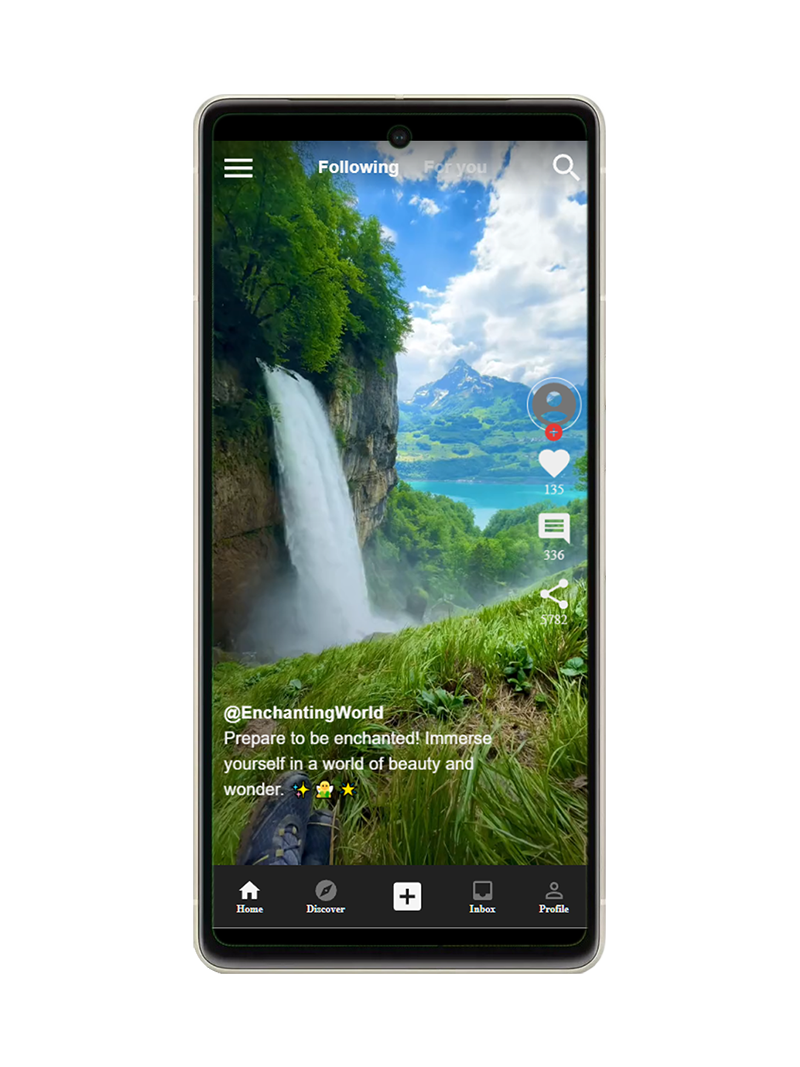 Following For you
135
336
5782
@EnchantingWorld
Prepare to be enchanted! Immerse
yourself in a world of beauty and
wonder. ✨🧚⭐
Home Discover Inbox Profile